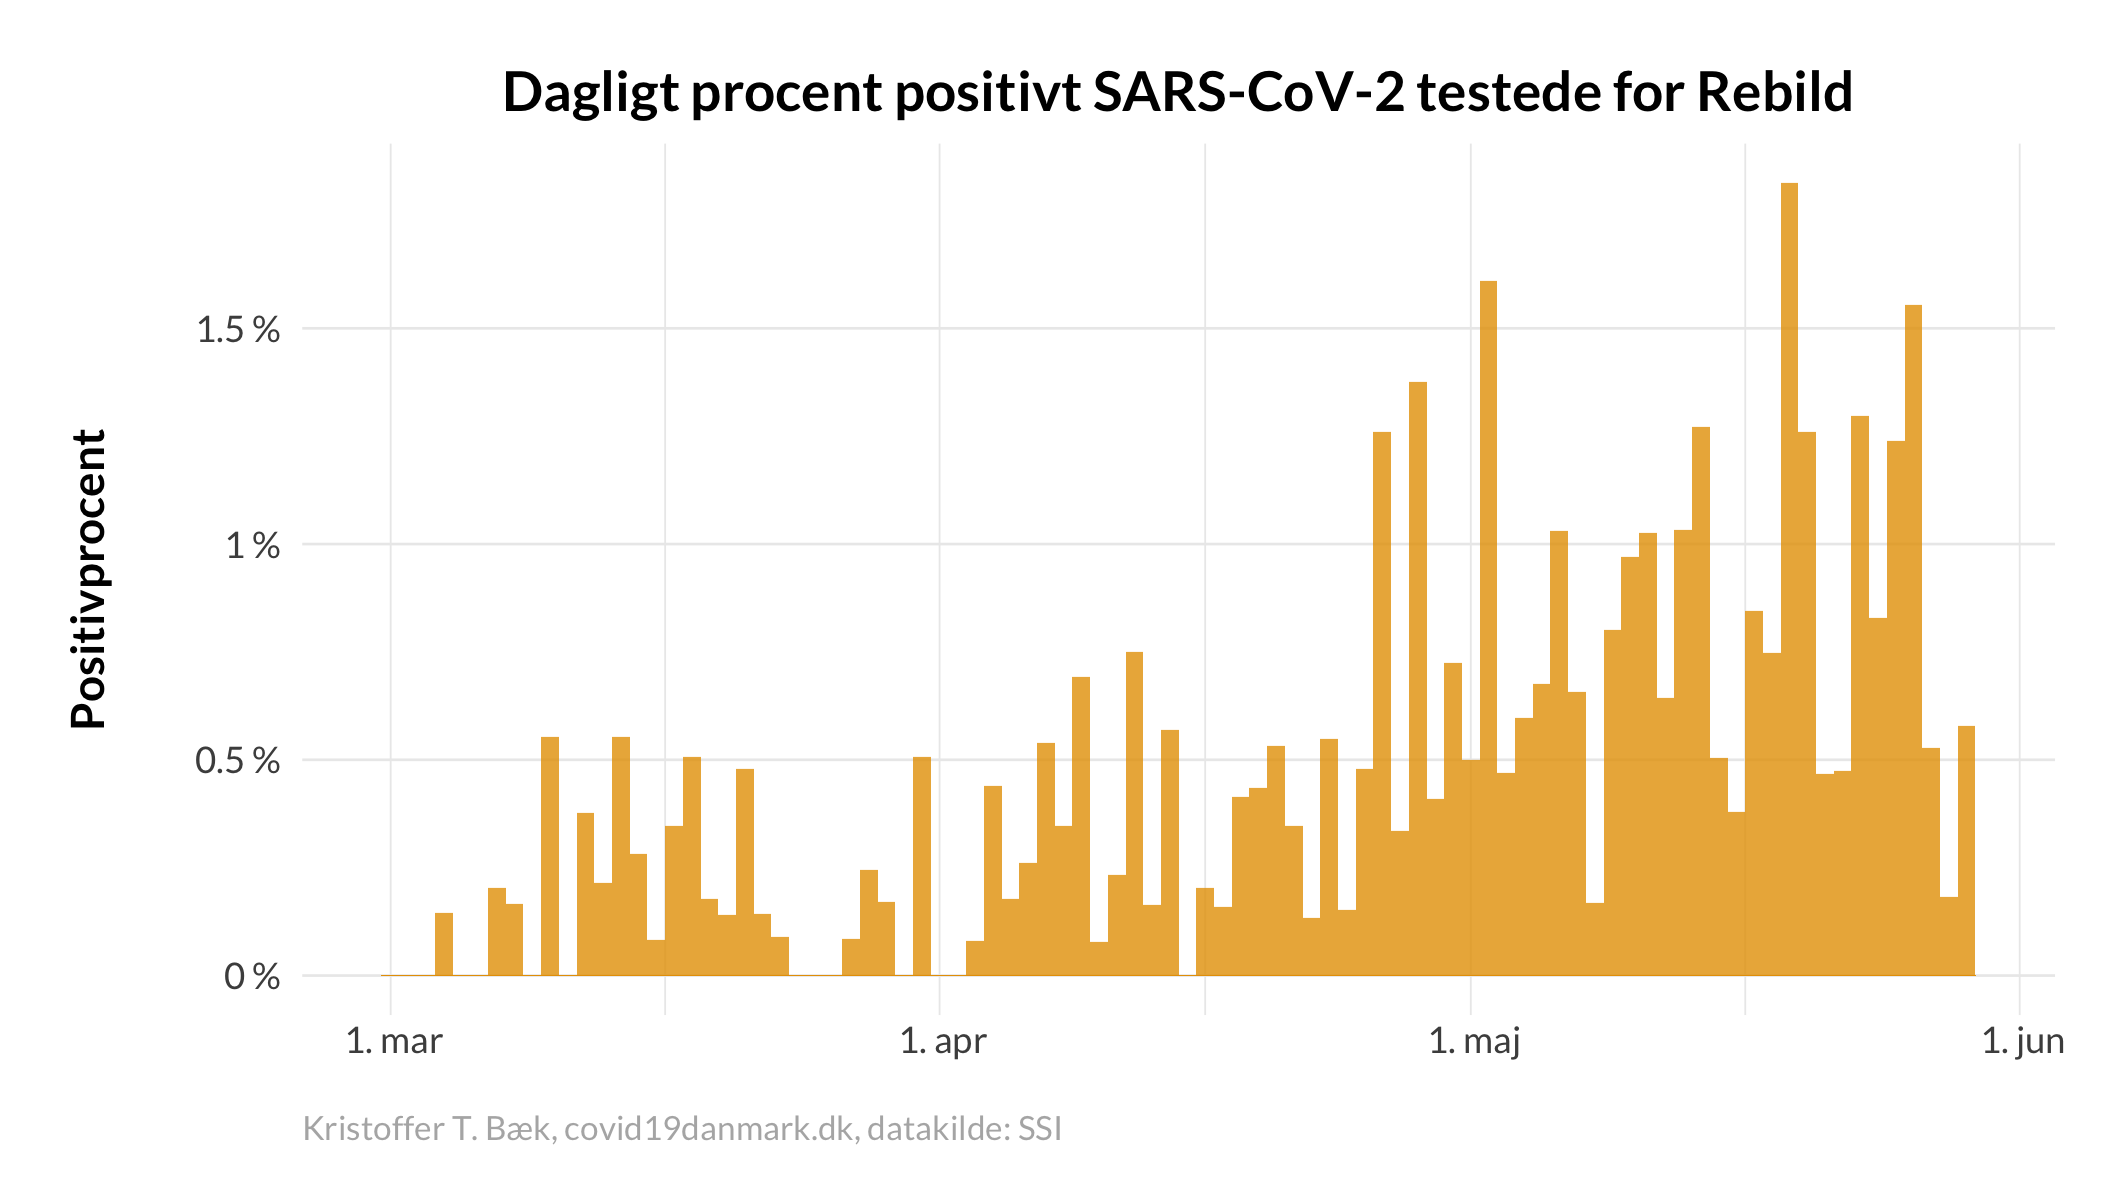 Dagligt procent positivt SARS-CoV-2 testede for Rebild
Positivprocent
1.5 %
1 %
0.5 %
0 %
1. mar
1. apr
1. maj
1. jun
Kristoffer T. Bæk, covid19danmark.dk, datakilde: SSI